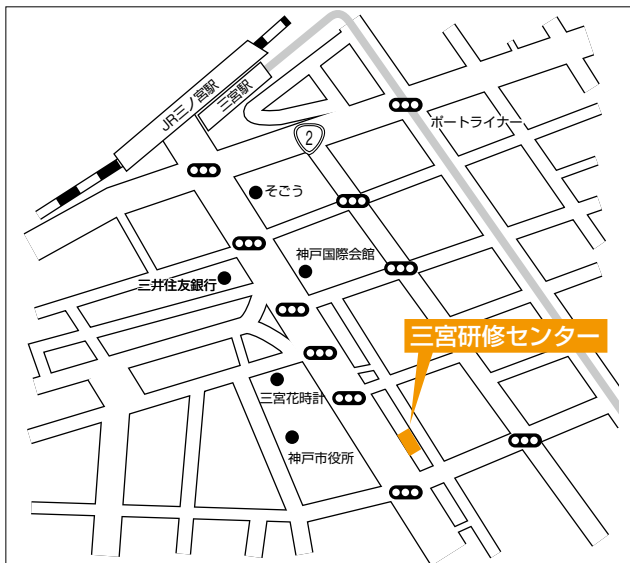 JR三ノ宮駅
三宮駅
ポートライナー
2
そごう
神戸国際会館
三井住友銀行
三宮研修センター
三宮花時計
神戸市役所